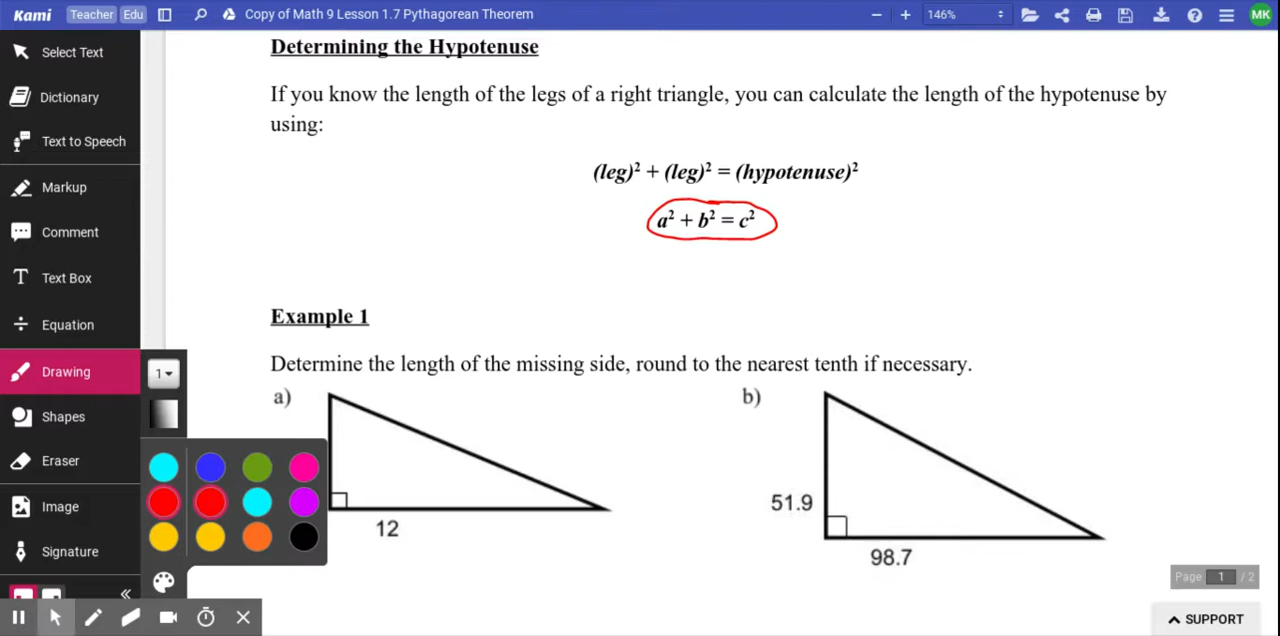 Kami Teacher Edu Copy of Math 9 Lesson 1.7 Pythagorean Theorem 146% MK
Select Text
Dictionary
Text to Speech
Markup
Comment
Text Box
Equation
Drawing
1
Shapes
Eraser
Image
Signature
Determining the Hypotenuse
If you know the length of the legs of a right triangle, you can calculate the length of the hypotenuse by
using:
(leg)² + (leg)² = (hypotenuse)²
a² + b² = c²
Example 1
Determine the length of the missing side, round to the nearest tenth if necessary.
a)
12
b)
51.9
98.7
Page 1 / 2
SUPPORT